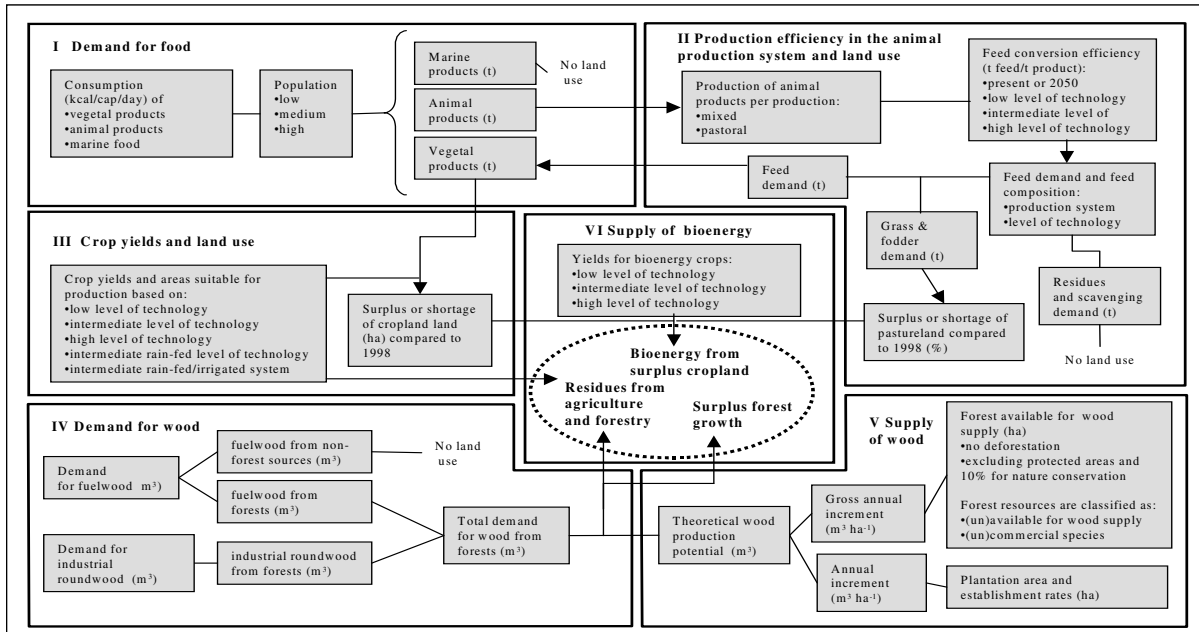 I Demand for food
Consumption
(kcal/cap/day) of
•vegetal products
•animal products
•marine food
Population
•low
•medium
•high
Marine
products (t)
No land
use
Animal
products (t)
Vegetal
products (t)
II Production efficiency in the animal
production system and land use
Production of animal
products per production:
•mixed
•pastoral
Feed conversion efficiency
(t feed/t product):
•present or 2050
•low level of technology
•intermediate level of
•high level of technology
Feed
demand (t)
Feed demand and feed
composition:
•production system
•level of technology
Grass &
fodder
demand (t)
Residues
and scavenging
demand (t)
Surplus or shortage of
pastureland compared
to 1998 (%)
No land use
III Crop yields and land use
Crop yields and areas suitable for
production based on:
•low level of technology
•intermediate level of technology
•high level of technology
•intermediate rain-fed level of technology
•intermediate rain-fed/irrigated system
Surplus or shortage
of cropland land
(ha) compared to
1998
VI Supply of bioenergy
Yields for bioenergy crops:
•low level of technology
•intermediate level of technology
•high level of technology
Bioenergy from
surplus cropland
Residues from
agriculture
and forestry
Surplus forest
growth
IV Demand for wood
Demand
for fuelwood m³)
fuelwood from non-
forest sources (m³)
No land
use
fuelwood from
forests (m³)
Demand for
industrial
roundwood (m³)
industrial roundwood
from forests (m³)
Total demand
for wood from
forests (m³)
V Supply
of wood
Theoretical wood
production
potential (m³)
Gross annual
increment
(m³ ha⁻¹)
Annual
increment
(m³ ha⁻¹)
Forest available for wood
supply (ha)
•no deforestation
•excluding protected areas and
10% for nature conservation
Forest resources are classified as:
•(un)available for wood supply
•(un)commercial species
Plantation area and
establishment rates (ha)